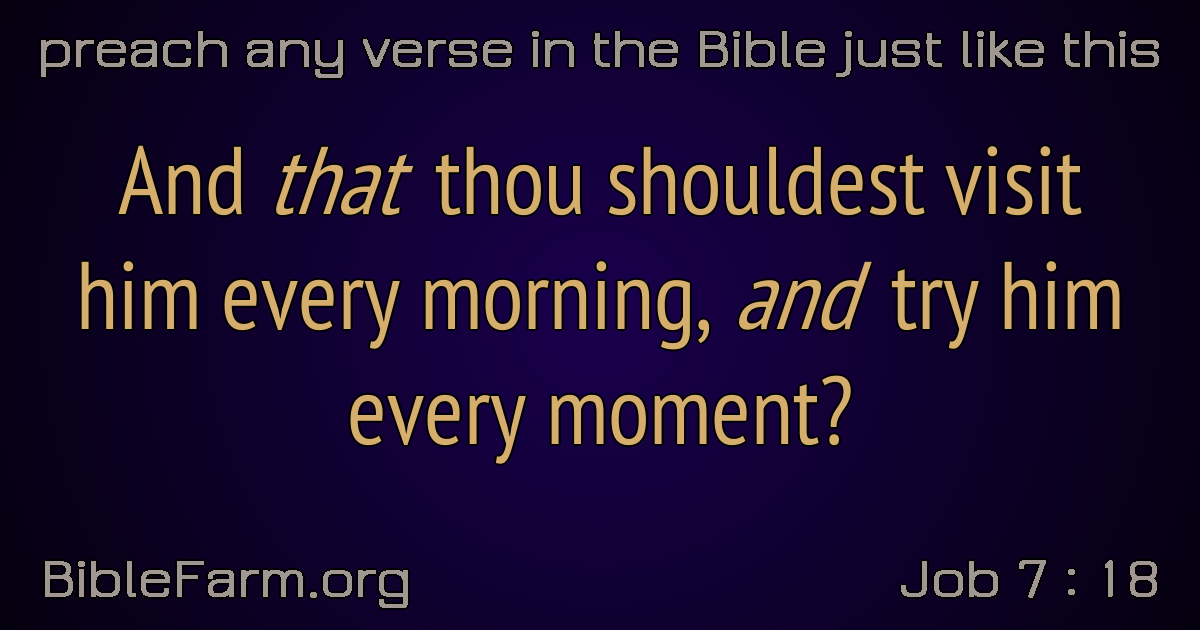 preach any verse in the Bible just like this
And that thou shouldest visit
him every morning, and try him
every moment?
BibleFarm.org
Job 7 : 18